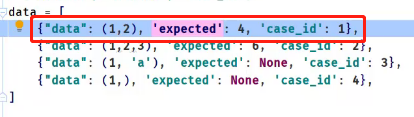 data = [
{"data": (1,2), 'expected': 4, 'case_id': 1},
{"data": (1,2,3), 'expected': 6, 'case_id': 2},
{"data": (1, 'a'), 'expected': None, 'case_id': 3},
{"data": (1,), 'expected': None, 'case_id': 4},
]